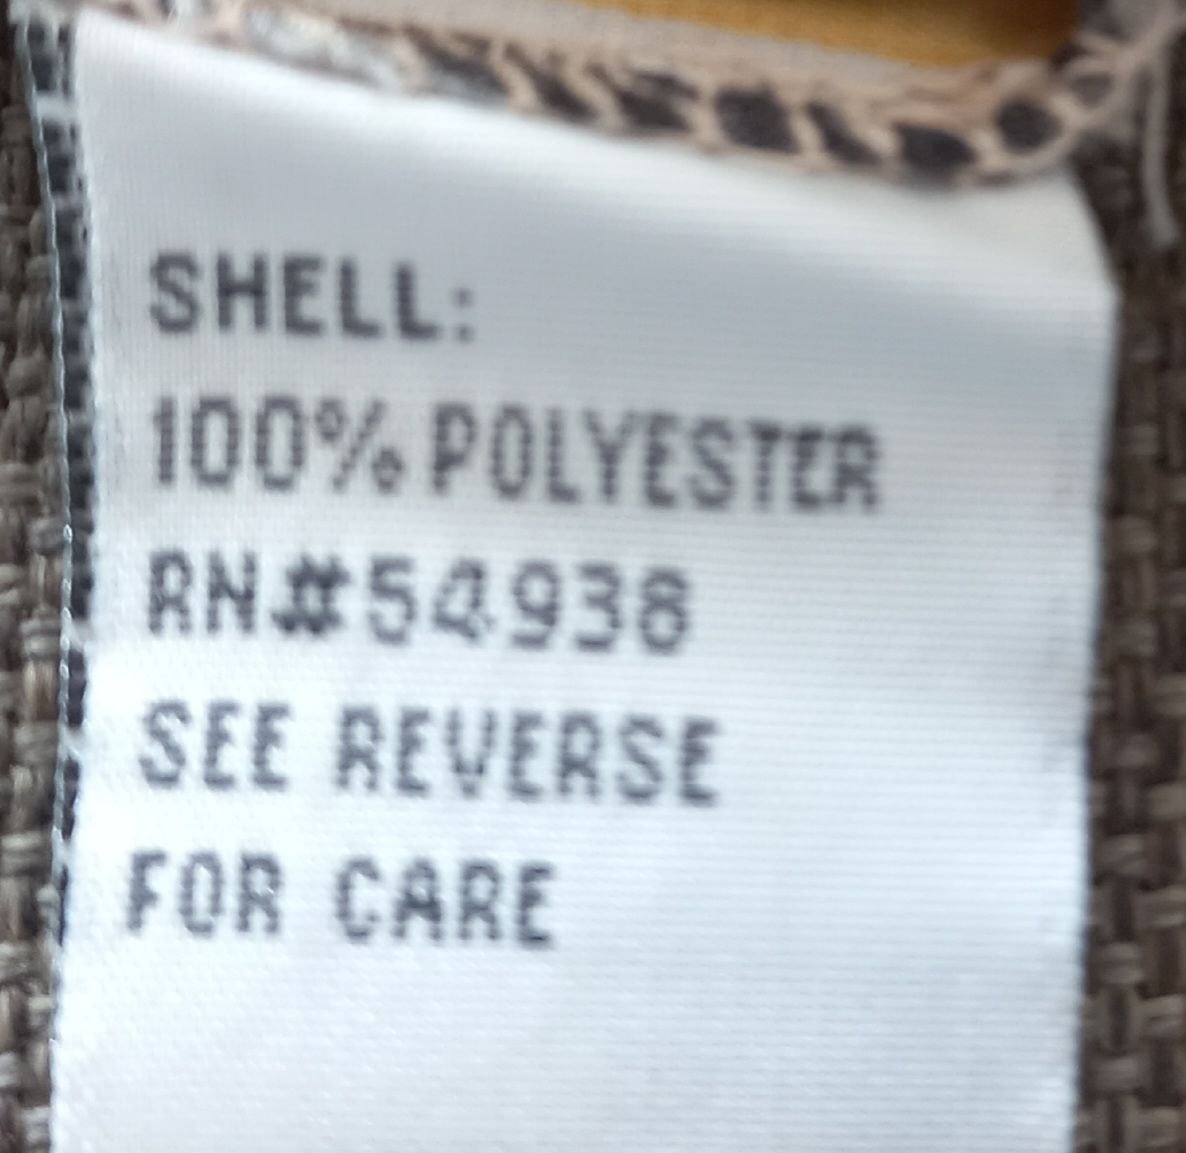 SHELL:
100% POLYESTER
RN#54938
SEE REVERSE
FOR CARE